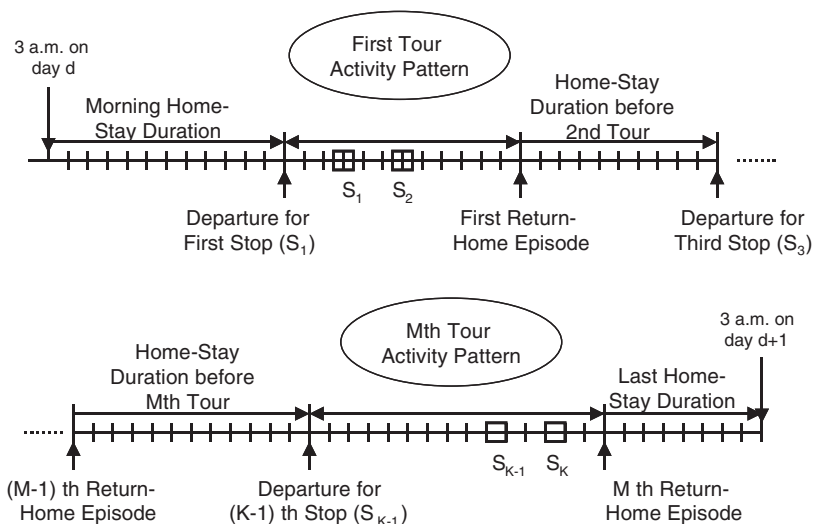 3 a.m. on
day d
First Tour
Activity Pattern
Morning Home-
Stay Duration
Home-Stay
Duration before
2nd Tour
S1
S2
Departure for
First Stop (S1)
First Return-
Home Episode
Departure for
Third Stop (S3)
Mth Tour
Activity Pattern
3 a.m. on
day d+1
Home-Stay
Duration before
Mth Tour
Last Home-
Stay Duration
SK-1
SK
(M-1) th Return-
Home Episode
Departure for
(K-1) th Stop (SK-1)
M th Return-
Home Episode